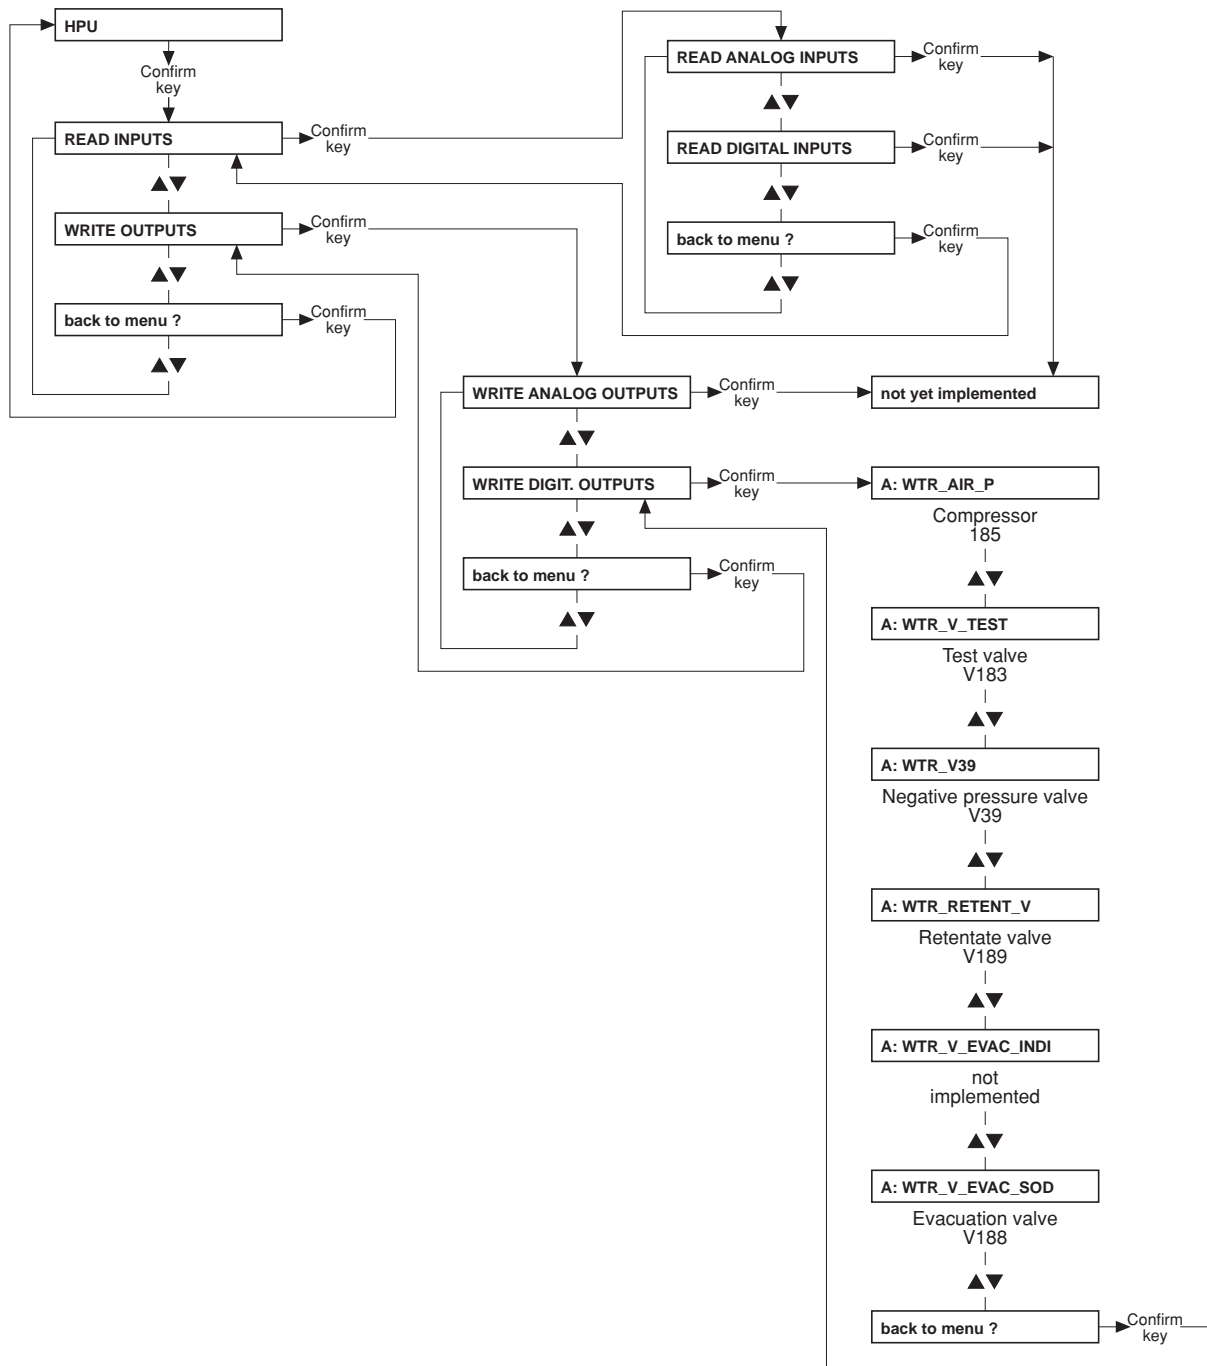 HPU
Confirm
key
READ INPUTS
Confirm
key
WRITE OUTPUTS
Confirm
key
back to menu ?
Confirm
key
READ ANALOG INPUTS
Confirm
key
READ DIGITAL INPUTS
Confirm
key
back to menu ?
Confirm
key
WRITE ANALOG OUTPUTS
Confirm
key
not yet implemented
WRITE DIGIT. OUTPUTS
Confirm
key
back to menu ?
Confirm
key
A: WTR_AIR_P
Compressor
185
A: WTR_V_TEST
Test valve
V183
A: WTR_V39
Negative pressure valve
V39
A: WTR_RETENT_V
Retentate valve
V189
A: WTR_V_EVAC_INDI
not
implemented
A: WTR_V_EVAC_SOD
Evacuation valve
V188
back to menu ?
Confirm
key